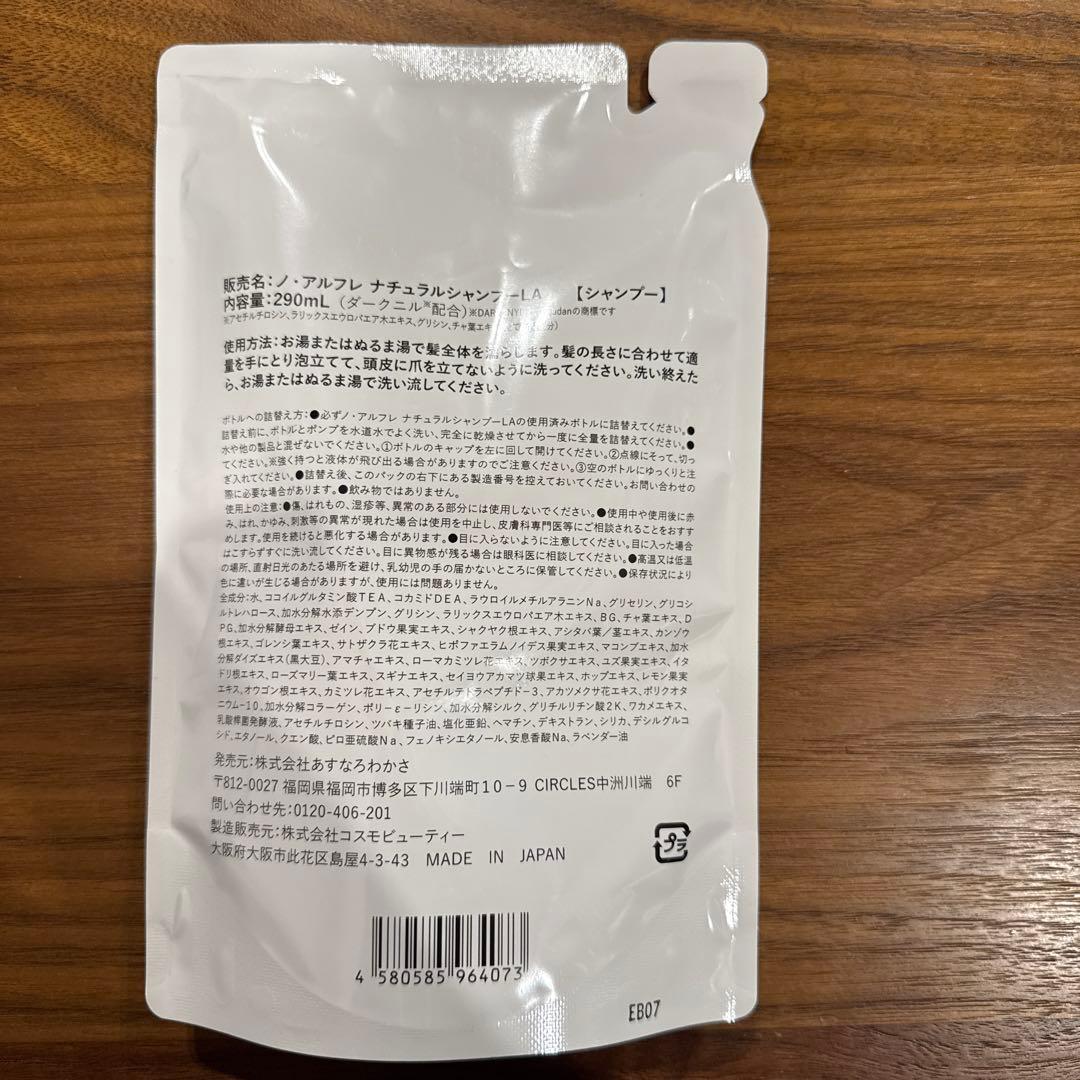 販売名：ノ・アルフレ ナチュラルシャンプーLA 【シャンプー】
内容量：290mL（ダークニル※配合）※DAR NY udanの商標です
※アセチルチロシン、ラリックスエウロパエア木エキス、グリシン、チャ葉エキ 分）
使用方法：お湯またはぬるま湯で髪全体を濡らします。髪の長さに合わせて適
量を手にとり泡立てて、頭皮に爪を立てないように洗ってください。洗い終えた
ら、お湯またはぬるま湯で洗い流してください。
ボトルへの詰替え方：●必ずノ・アルフレ ナチュラルシャンプーLAの使用済みボトルに詰替えてください。●
詰替え前に、ボトルとポンプを水道水でよく洗い、完全に乾燥させてから一度に全量を詰替えてください。●
水や他の製品と混ぜないでください。①ボトルのキャップを左に回して開けてください。②点線にそって、切っ
てください。※強く持つと液体が飛び出る場合がありますのでご注意ください。③空のボトルにゆっくりと注
ぎ入れてください。●詰替え後、このパックの右下にある製造番号を控えておいてください。お問い合わせの
際に必要な場合があります。●飲み物ではありません。
使用上の注意：●傷、はれもの、湿疹等、異常のある部分には使用しないでください。●使用中や使用後に赤
み、はれ、かゆみ、刺激等の異常が現れた場合は使用を中止し、皮膚科専門医等にご相談されることをおすす
めします。使用を続けると悪化する場合があります。●目に入らないように注意してください。目に入った場合
はこすらずすぐに洗い流してください。目に異物感が残る場合は眼科医に相談してください。●高温又は低温
の場所、直射日光のあたる場所を避け、乳幼児の手の届かないところに保管してください。●保存状況により
色に違いが生じる場合がありますが、使用には問題ありません。
全成分：水、ココイルグルタミン酸TEA、コカミドDEA、ラウロイルメチルアラニンNa、グリセリン、グリコシ
ルトレハロース、加水分解水添デンプン、グリシン、ラリックスエウロパエア木エキス、BG、チャ葉エキス、D
PG、加水分解酵母エキス、ゼイン、ブドウ果実エキス、シャクヤク根エキス、アシタバ葉／茎エキス、カンゾウ
根エキス、ゴレンシ葉エキス、サトザクラ花エキス、ヒポファエラムノイデス果実エキス、マコンブエキス、加水
分解ダイズエキス（黒大豆）、アマチャエキス、ローマカミツレ花エキス、ツボクサエキス、ユズ果実エキス、イタ
ドリ根エキス、ローズマリー葉エキス、スギナエキス、セイヨウアカマツ球果エキス、ホップエキス、レモン果実
エキス、オウゴン根エキス、カミツレ花エキス、アセチルテトラペプチド-3、アカツメクサ花エキス、ポリクオタ
ニウム-10、加水分解コラーゲン、ポリ-ε-リシン、加水分解シルク、グリチルリチン酸2K、ワカメエキス、
乳酸桿菌発酵液、アセチルチロシン、ツバキ種子油、塩化亜鉛、ヘマチン、デキストラン、シリカ、デシルグルコ
シド、エタノール、クエン酸、ピロ亜硫酸Na、フェノキシエタノール、安息香酸Na、ラベンダー油
発売元：株式会社あすなろわかさ
〒812-0027 福岡県福岡市博多区下川端町10-9 CIRCLES中洲川端 6F
問い合わせ先：0120-406-201
製造販売元：株式会社コスモビューティー
大阪府大阪市此花区島屋4-3-43 MADE IN JAPAN
プラ
4 580585 964073
EB07